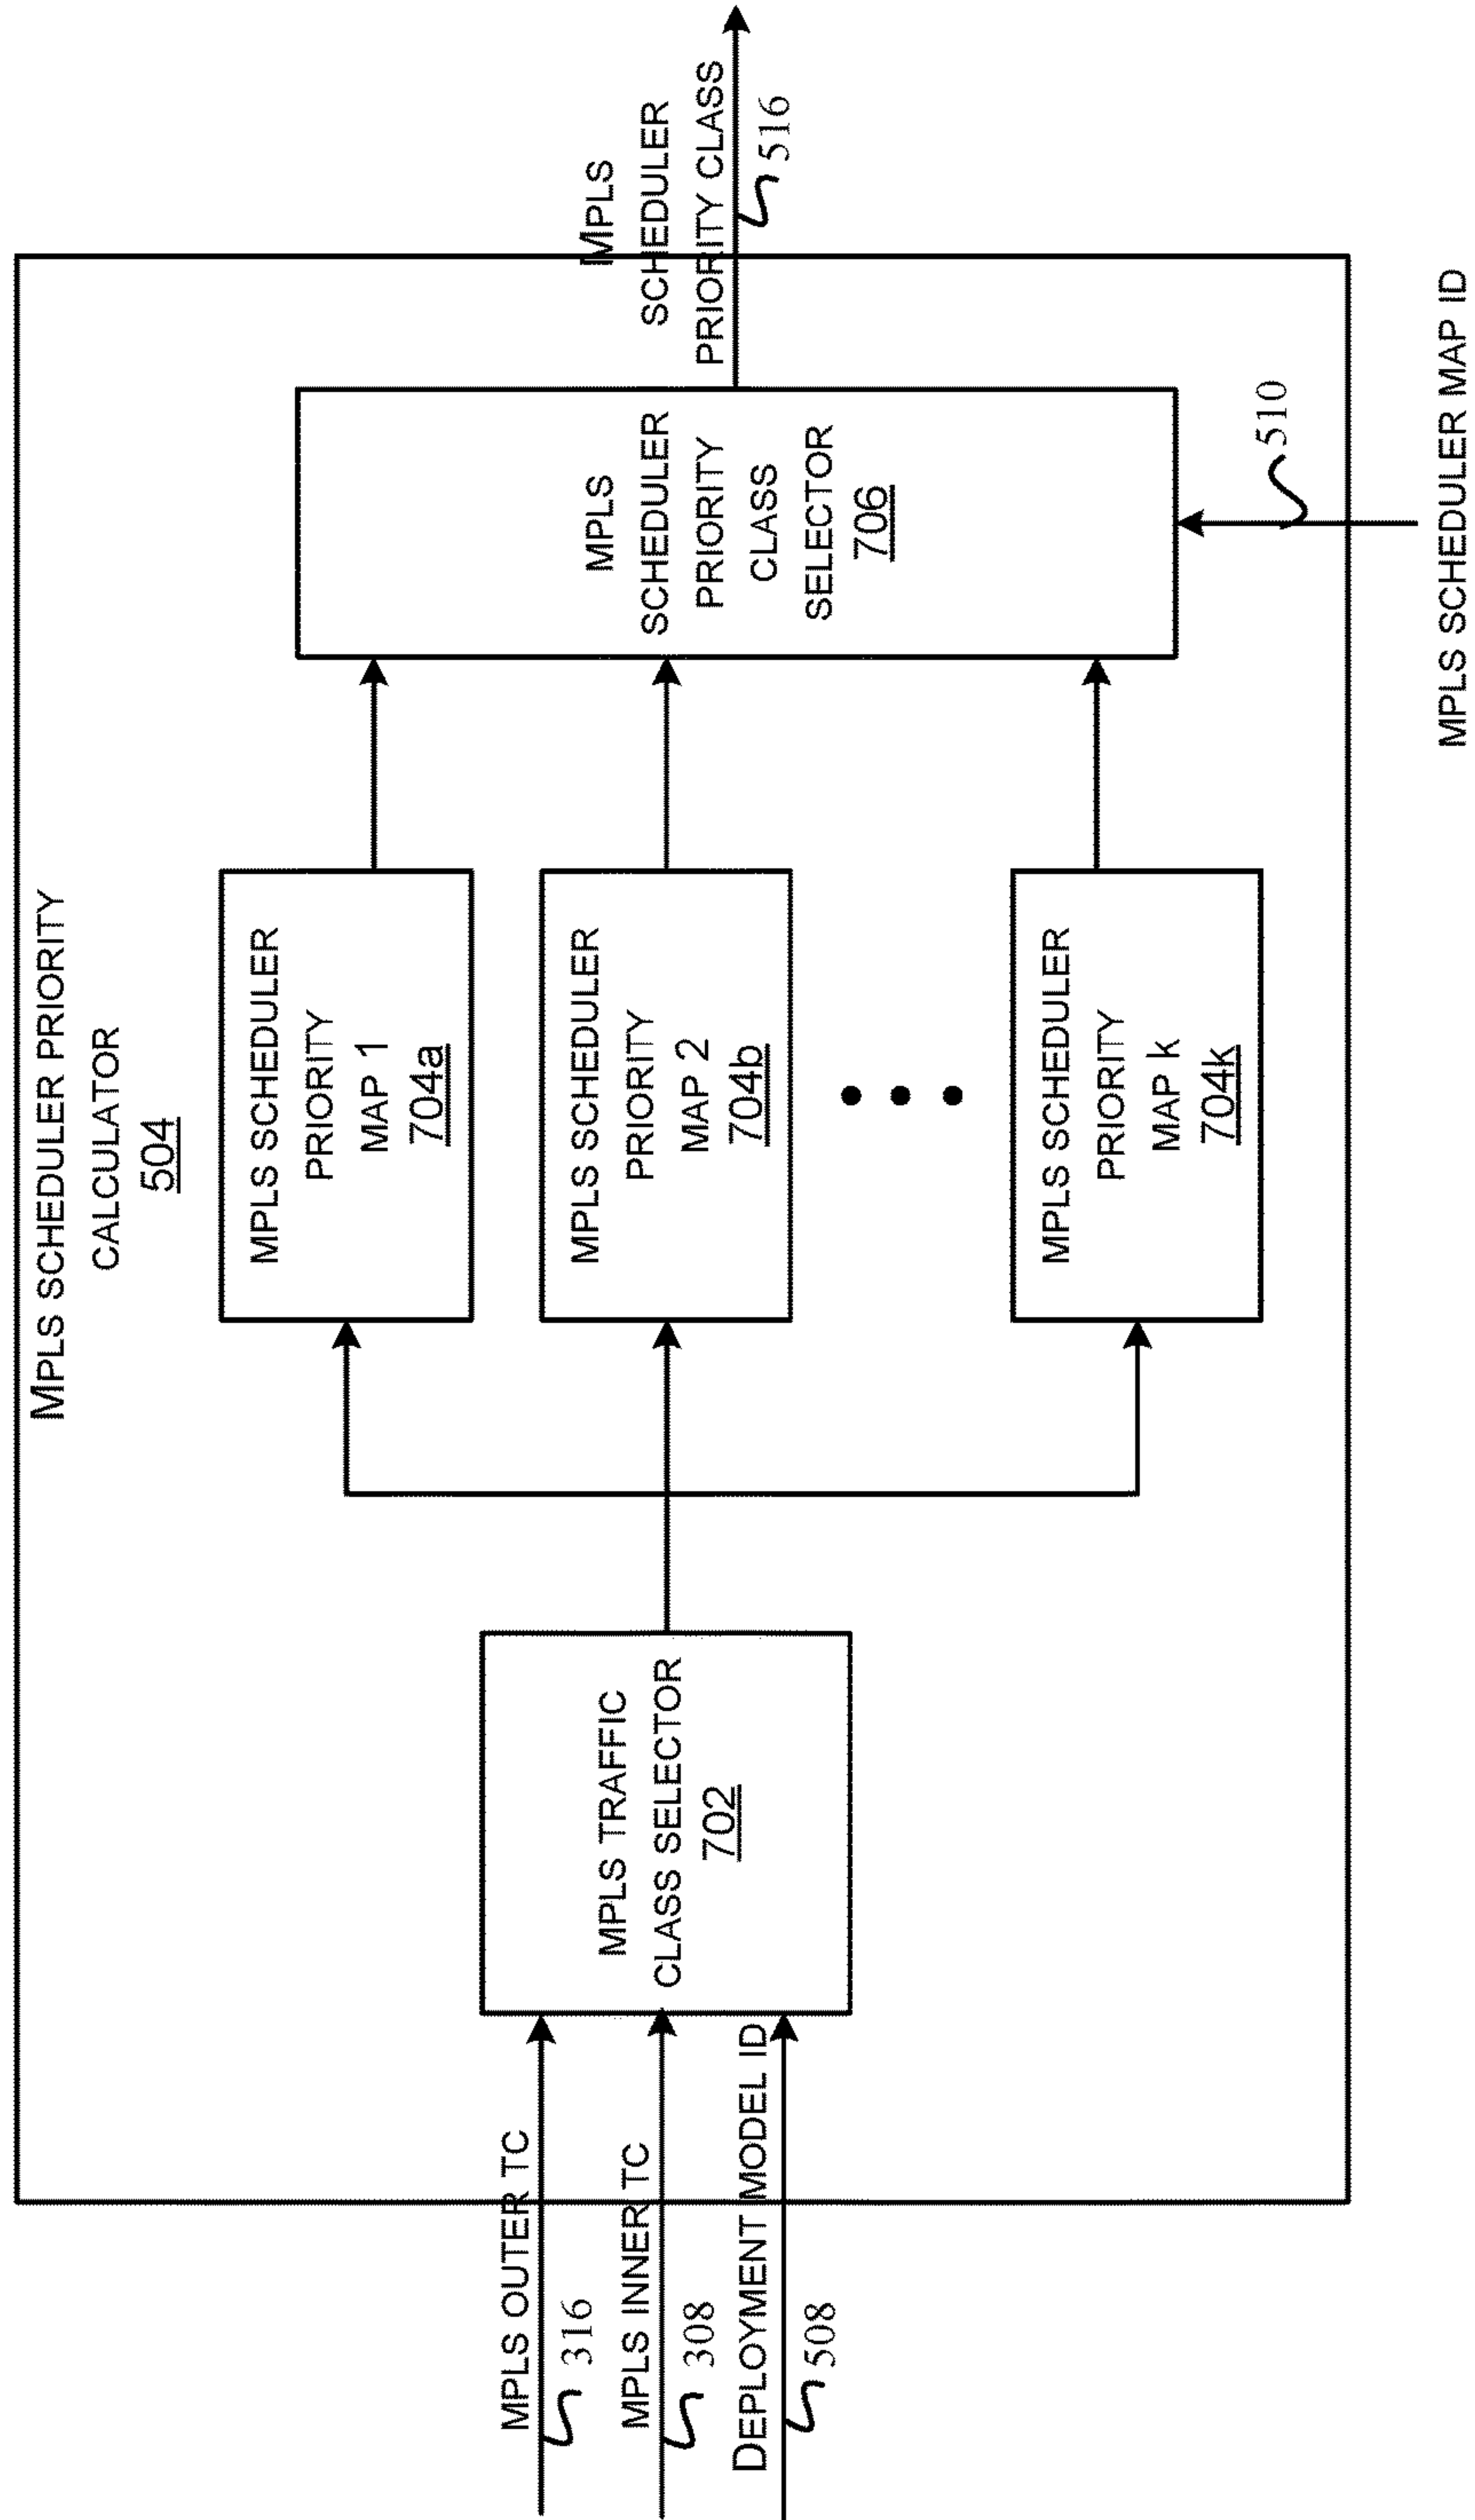 MPLS SCHEDULER PRIORITY
CALCULATOR
504
MPLS OUTER TC
316
MPLS INNER TC
308
DEPLOYMENT MODEL ID
508
MPLS TRAFFIC
CLASS SELECTOR
702
MPLS SCHEDULER
PRIORITY
MAP 1
704a
MPLS SCHEDULER
PRIORITY
MAP 2
704b
MPLS SCHEDULER
PRIORITY
MAP k
704k
MPLS
SCHEDULER
PRIORITY
CLASS
SELECTOR
706
MPLS
SCHEDULER
PRIORITY CLASS
516
510
MPLS SCHEDULER MAP ID